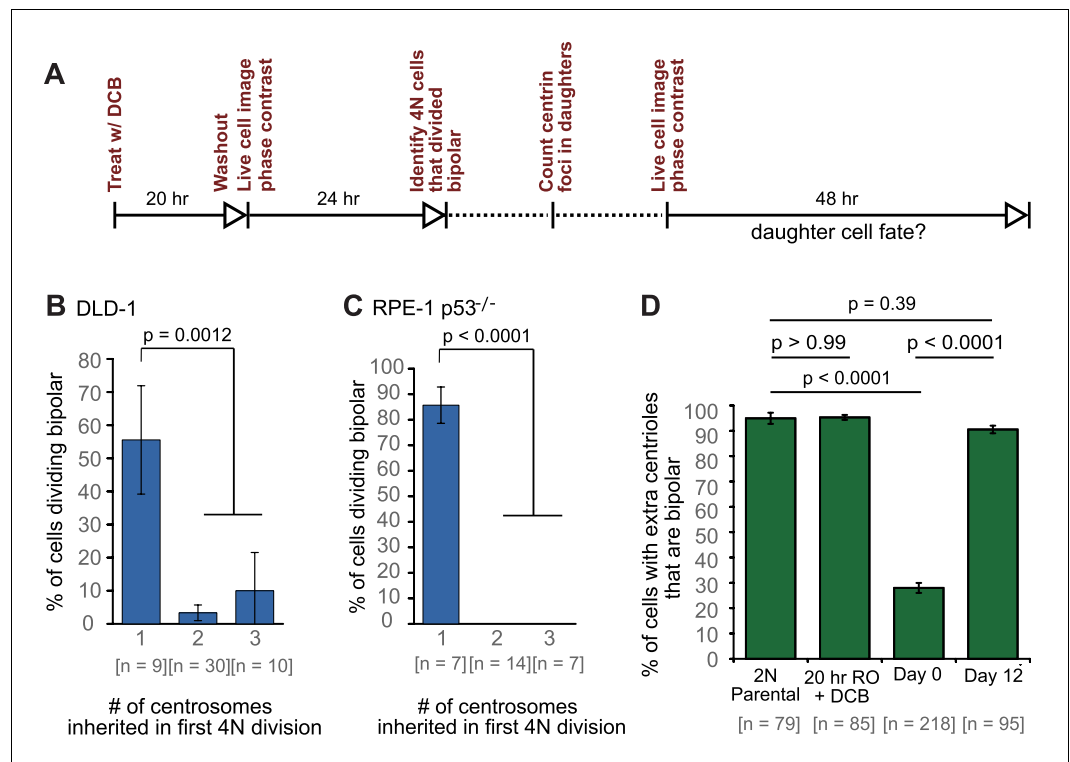 A
Treat w/ DCB
Washout
Live cell image
phase contrast
Identify 4N cells
that divided
bipolar
Count centrin
foci in daughters
Live cell image
phase contrast
20 hr
24 hr
48 hr
daughter cell fate?
B DLD-1
p = 0.0012
% of cells dividing bipolar
80
70
60
50
40
30
20
10
0
1 2 3
[n = 9] [n = 30] [n = 10]
# of centrosomes
inherited in first 4N division
C RPE-1 p53-/-
p < 0.0001
% of cells dividing bipolar
100
90
80
70
60
50
40
30
20
10
0
1 2 3
[n = 7] [n = 14] [n = 7]
# of centrosomes
inherited in first 4N division
D
p = 0.39
p > 0.99
p < 0.0001
p < 0.0001
% of cells with extra centrioles
that are bipolar
100
90
80
70
60
50
40
30
20
10
0
2N
Parental
20 hr RO
+ DCB
Day 0
Day 12
[n = 79] [n = 85] [n = 218] [n = 95]